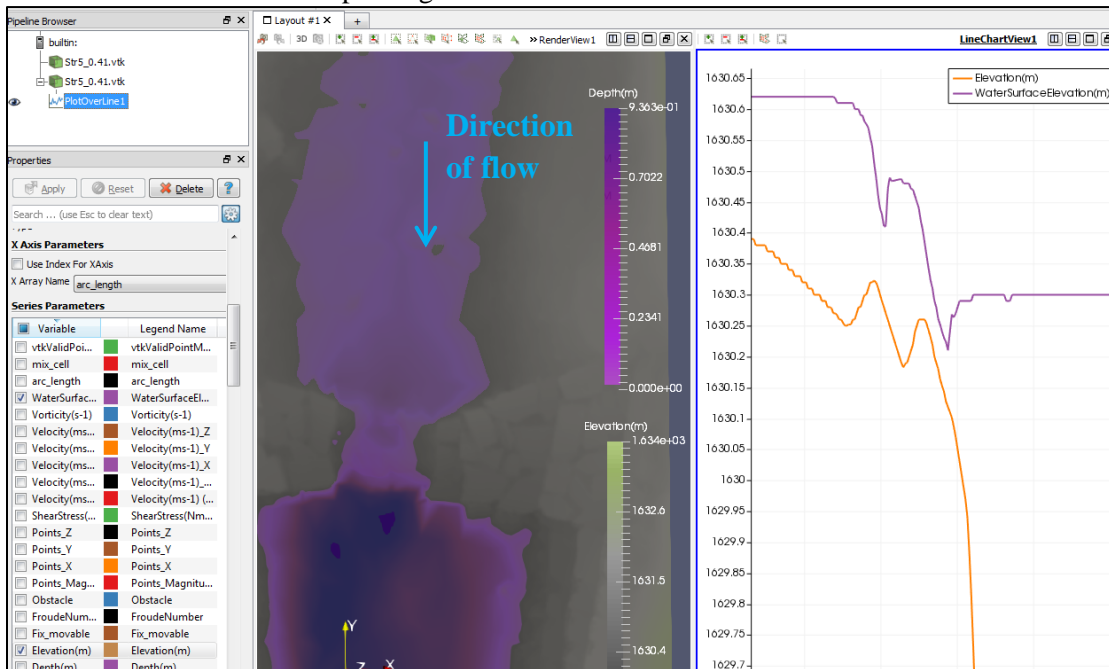 Pipeline Browser
builtin:
Str5_0.41.vtk
Str5_0.41.vtk
PlotOverLine1
Properties
Apply Reset Delete ?
Search ... (use Esc to clear text)
X Axis Parameters
Use Index For XAxis
X Array Name arc_length
Series Parameters
Variable Legend Name
vtkValidPoi... vtkValidPointM...
mix_cell mix_cell
arc_length arc_length
WaterSurfac... WaterSurfaceEl...
Vorticity(s-1) Vorticity(s-1)
Velocity(ms... Velocity(ms-1)_Z
Velocity(ms... Velocity(ms-1)_Y
Velocity(ms... Velocity(ms-1)_X
Velocity(ms... Velocity(ms-1)_...
Velocity(ms... Velocity(ms-1) (...
ShearStress(... ShearStress(Nm...
Points_Z Points_Z
Points_Y Points_Y
Points_X Points_X
Points_Mag... Points_Magnitu...
Obstacle Obstacle
FroudeNum... FroudeNumber
Fix_movable Fix_movable
Elevation(m) Elevation(m)
Depth(m) Depth(m)
Layout #1 X +
3D A »RenderView1
Direction
of flow
Depth(m)
9.363e-01
0.7022
0.4681
0.2341
0.000e+00
Elevation(m)
1.634e+03
1632.6
1631.5
1630.4
Y
Z X
LineChartView1
Elevation(m)
WaterSurfaceElevation(m)
1630.65
1630.6
1630.55
1630.5
1630.45
1630.4
1630.35
1630.3
1630.25
1630.2
1630.15
1630.1
1630.05
1630
1629.95
1629.9
1629.85
1629.8
1629.75
1629.7